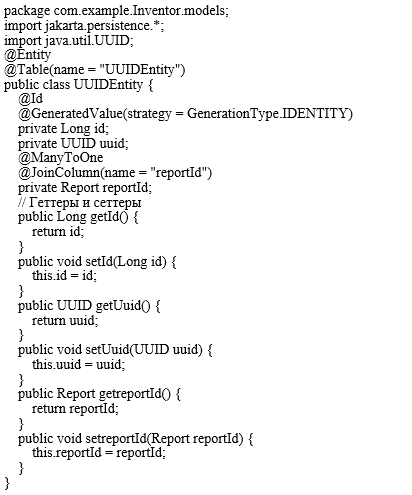 package com.example.Inventor.models;
import jakarta.persistence.*;
import java.util.UUID;
@Entity
@Table(name = "UUIDEntity")
public class UUIDEntity {
    @Id
    @GeneratedValue(strategy = GenerationType.IDENTITY)
    private Long id;
    private UUID uuid;
    @ManyToOne
    @JoinColumn(name = "reportId")
    private Report reportId;
    // Геттеры и сеттеры
    public Long getId() {
        return id;
    }
    public void setId(Long id) {
        this.id = id;
    }
    public UUID getUuid() {
        return uuid;
    }
    public void setUuid(UUID uuid) {
        this.uuid = uuid;
    }
    public Report getreportId() {
        return reportId;
    }
    public void setreportId(Report reportId) {
        this.reportId = reportId;
    }
}